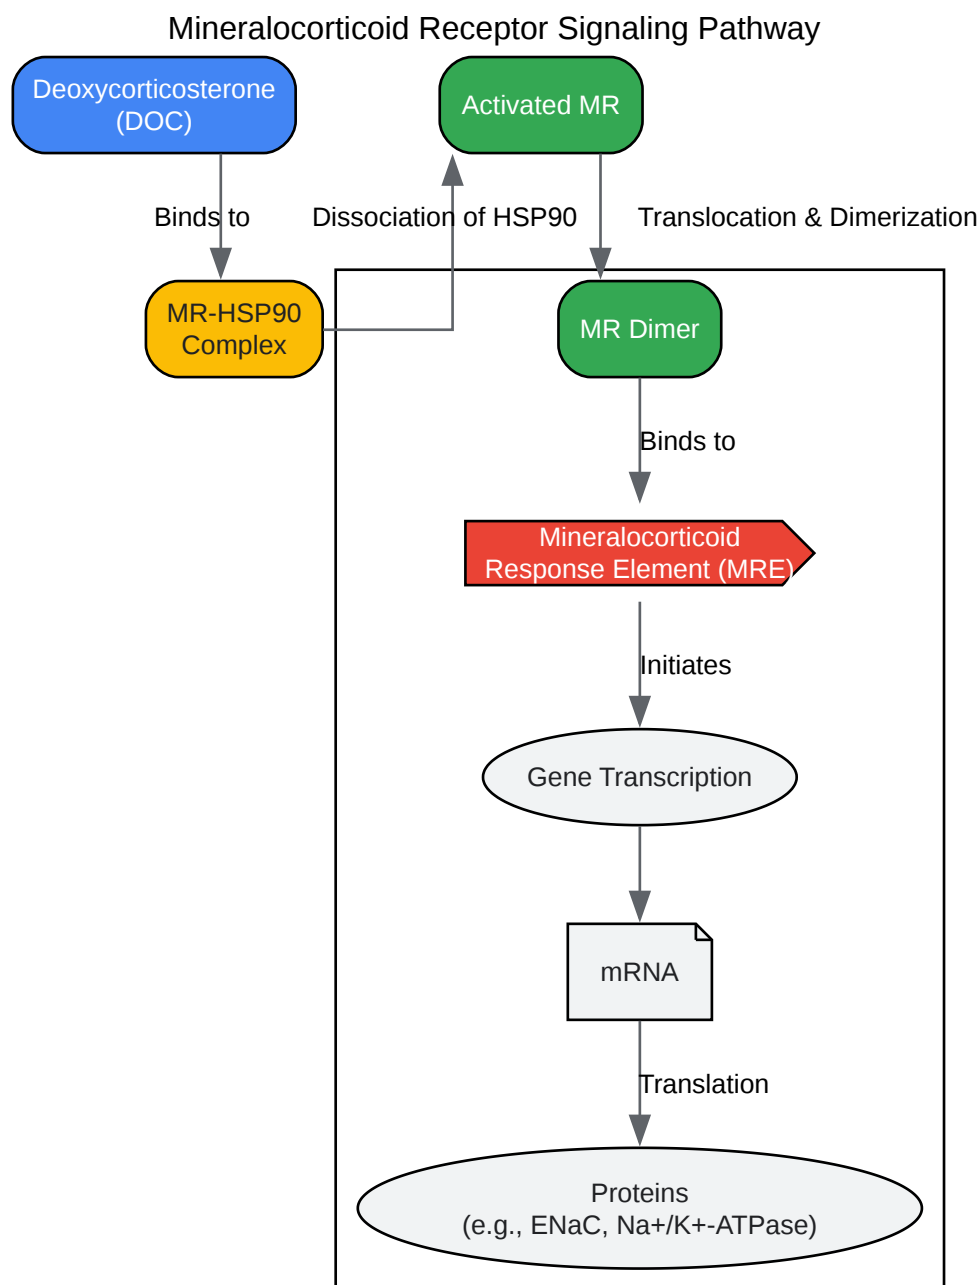 Mineralocorticoid Receptor Signaling Pathway
Deoxycorticosterone
(DOC)
Activated MR
Binds to
Dissociation of HSP90
Translocation & Dimerization
MR-HSP90
Complex
MR Dimer
Binds to
Mineralocorticoid
Response Element (MRE)
Initiates
Gene Transcription
mRNA
Translation
Proteins
(e.g., ENaC, Na+/K+-ATPase)